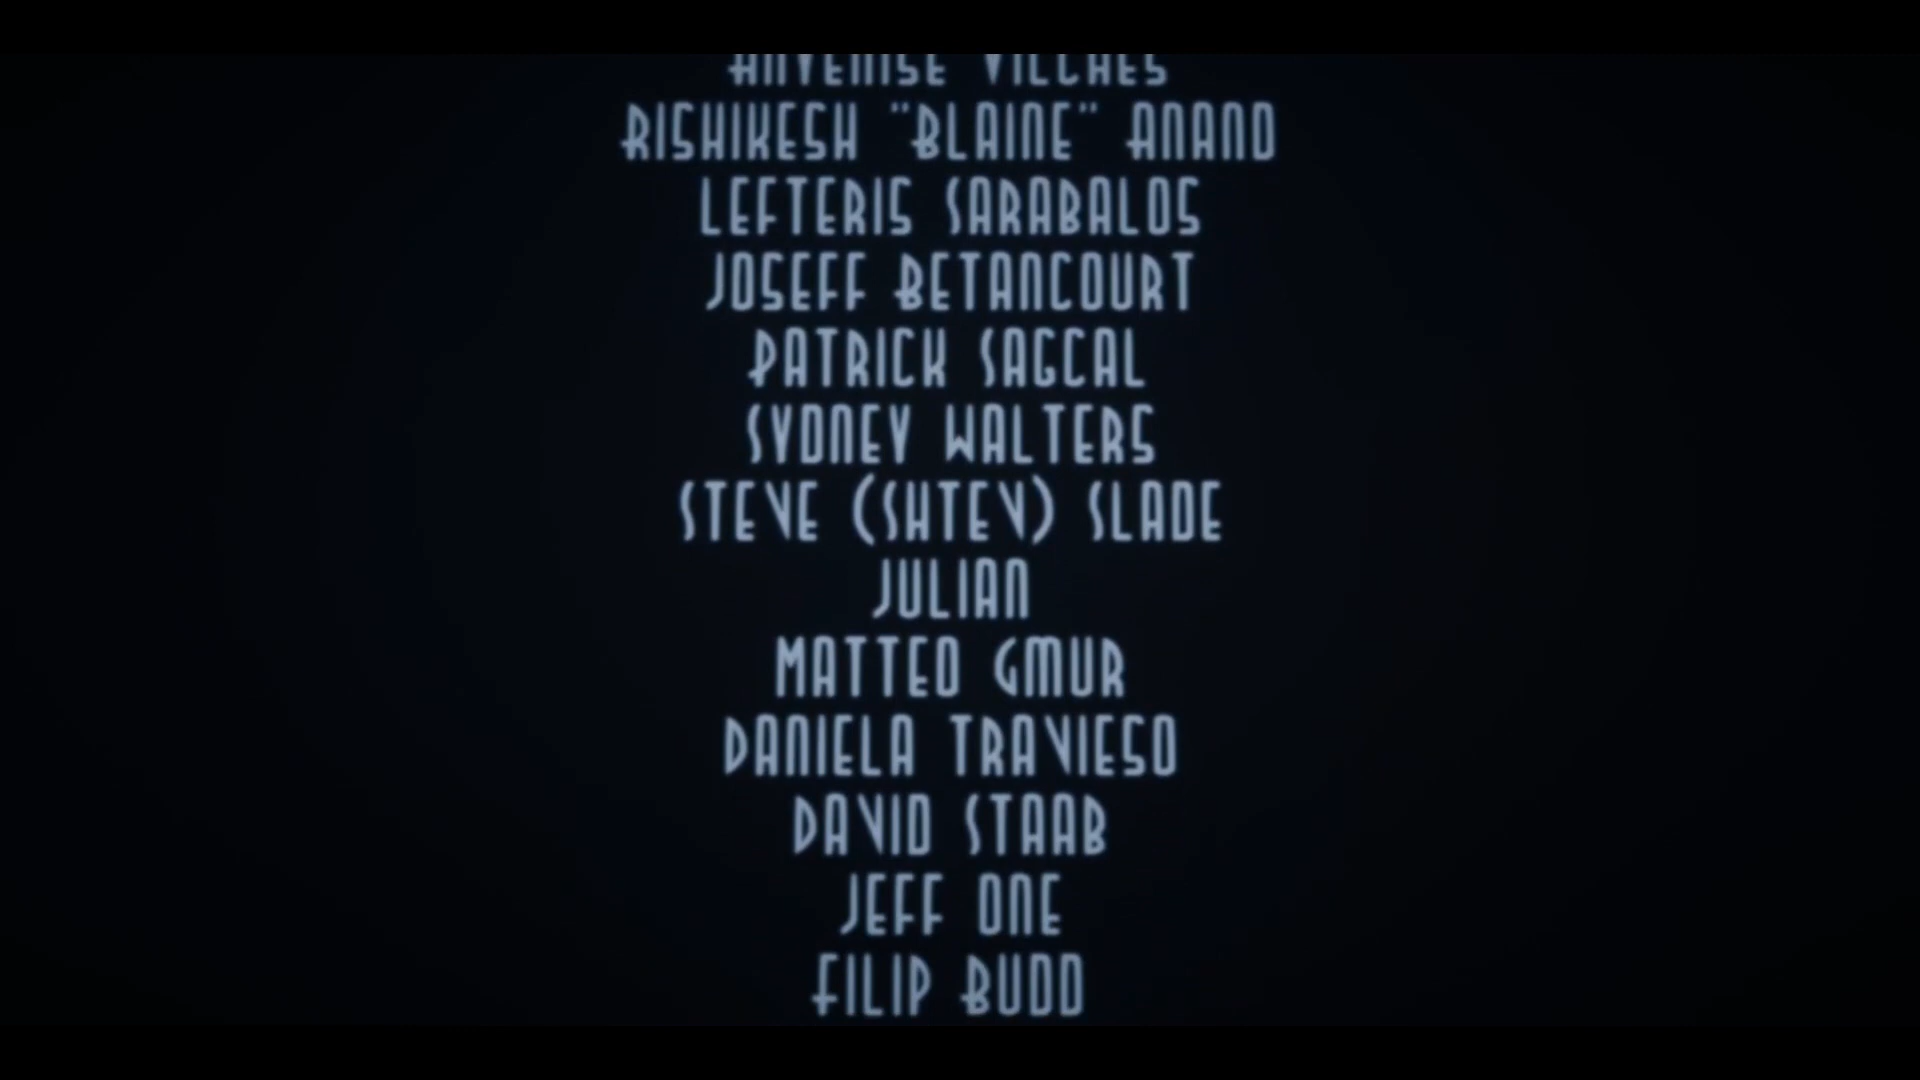 RISHIKESH "BLAINE" ANAND
LEFTERIS SARABALOS
JOSEFF BETANCOURT
PATRICK SAGCAL
SYDNEY WALTERS
STEVE (SHTEV) SLADE
JULIAN
MATTEO GMUR
DANIELA TRAVIESO
DAVID STAAB
JEFF ONE
FILIP BUDD